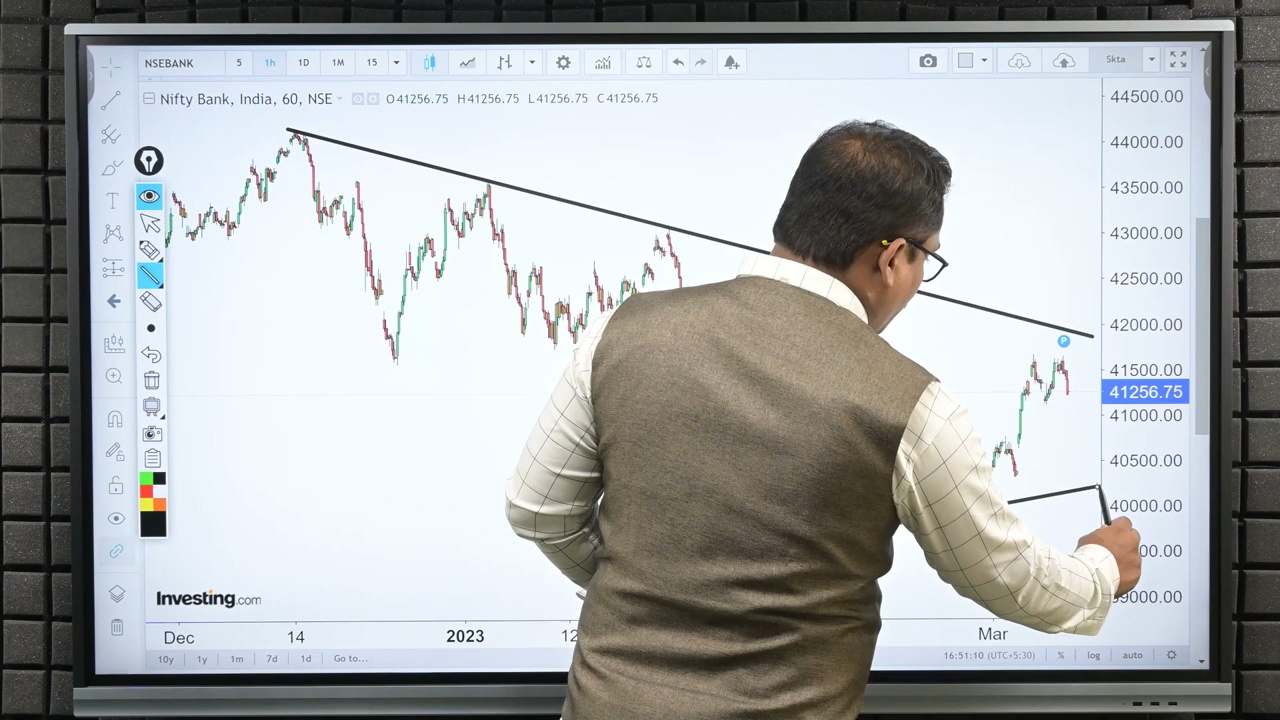 NSEBANK 5 1h 1D 1M 15 Skta
Nifty Bank, India, 60, NSE O41256.75 H41256.75 L41256.75 C41256.75
44500.00
44000.00
43500.00
43000.00
42500.00
42000.00
P
41500.00
41256.75
41000.00
40500.00
40000.00
T
Investing.com
Dec 14 2023 12 Mar
10y 1y 1m 7d 1d Go to... 16:51:10 (UTC+5:30) % log auto